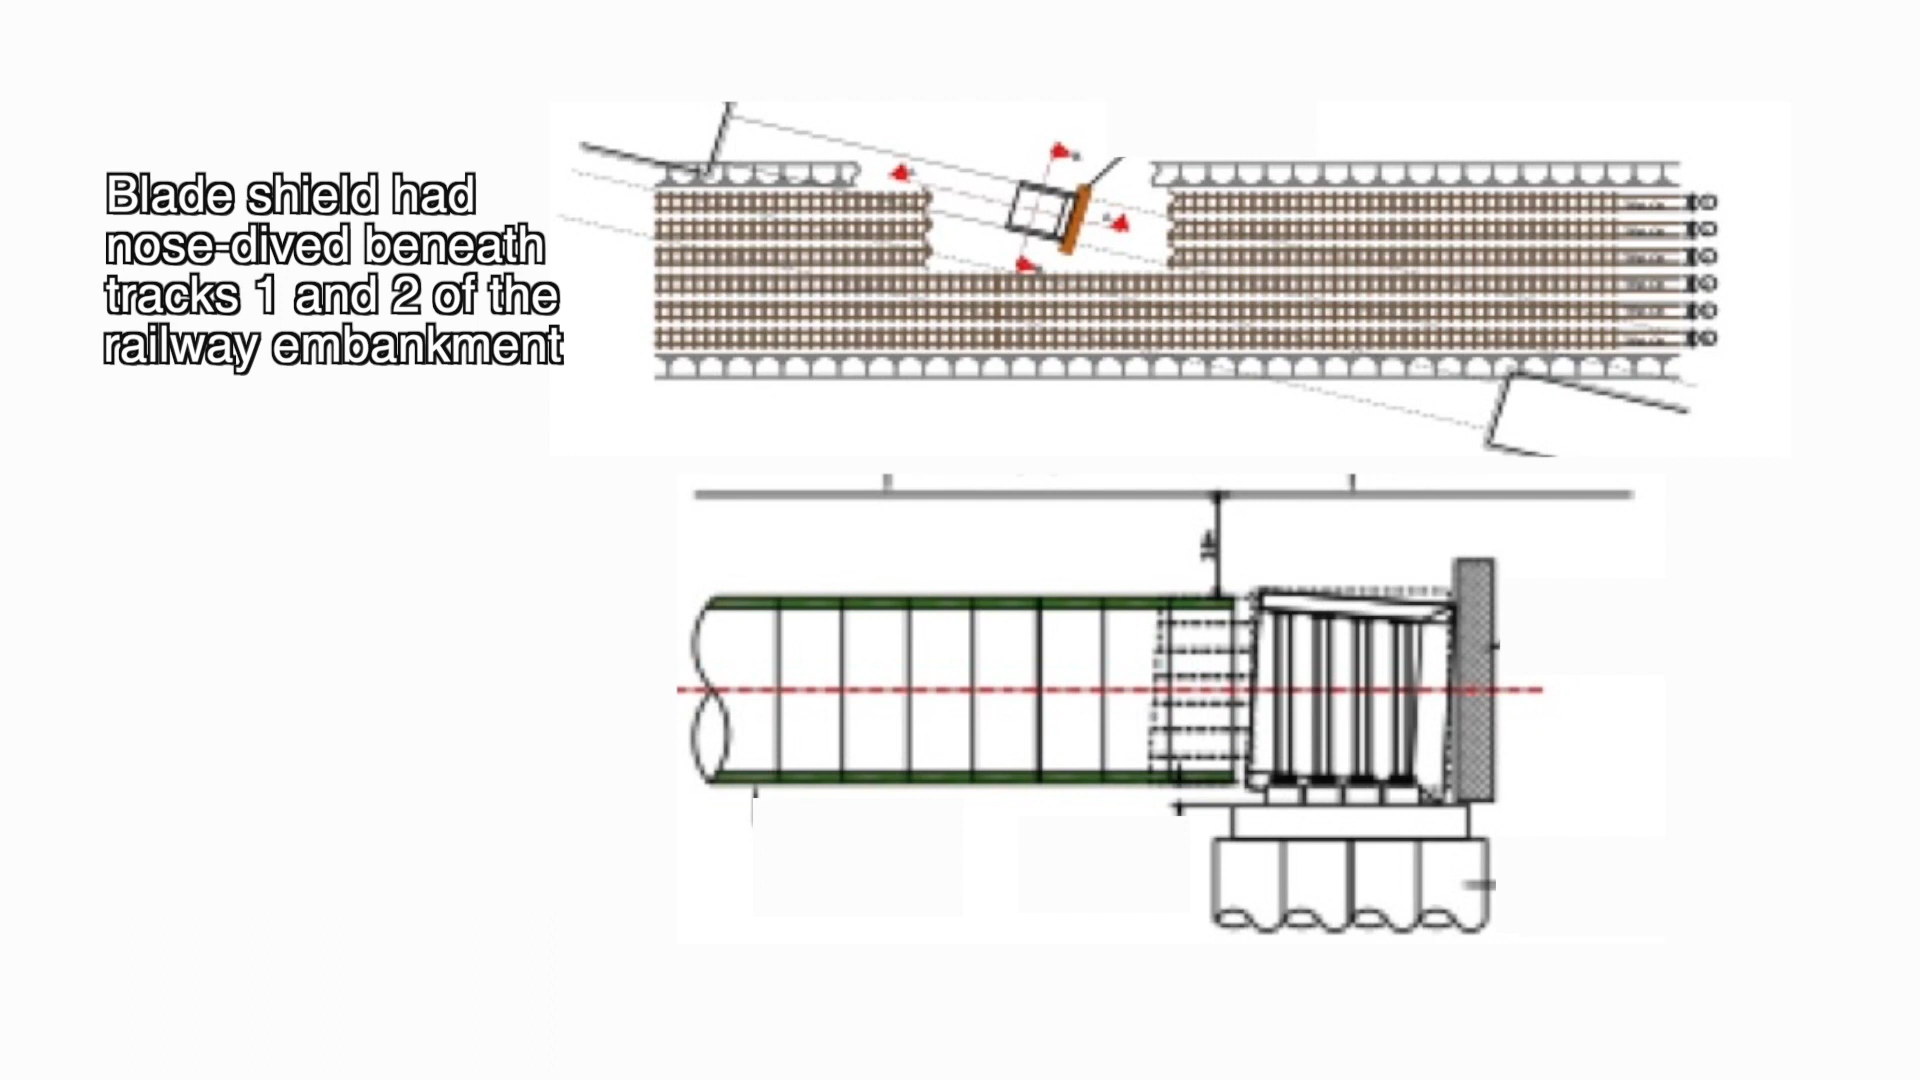 Blade shield had
nose-dived beneath
tracks 1 and 2 of the
railway embankment